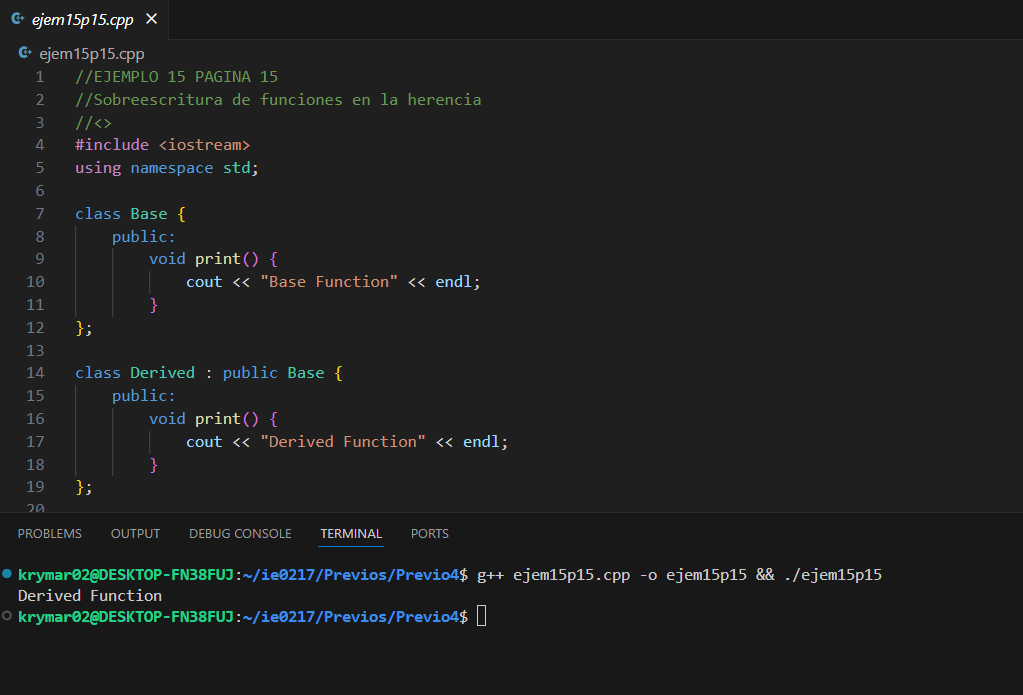 ejem15p15.cpp ×
ejem15p15.cpp
1 //EJEMPLO 15 PAGINA 15
2 //Sobreescritura de funciones en la herencia
3 //<>
4 #include <iostream>
5 using namespace std;
6
7 class Base {
8 public:
9 void print() {
10 cout << "Base Function" << endl;
11 }
12 };
13
14 class Derived : public Base {
15 public:
16 void print() {
17 cout << "Derived Function" << endl;
18 }
19 };
20
PROBLEMS OUTPUT DEBUG CONSOLE TERMINAL PORTS
krymar02@DESKTOP-FN38FUJ:~/ie0217/Previos/Previo4$ g++ ejem15p15.cpp -o ejem15p15 && ./ejem15p15
Derived Function
krymar02@DESKTOP-FN38FUJ:~/ie0217/Previos/Previo4$